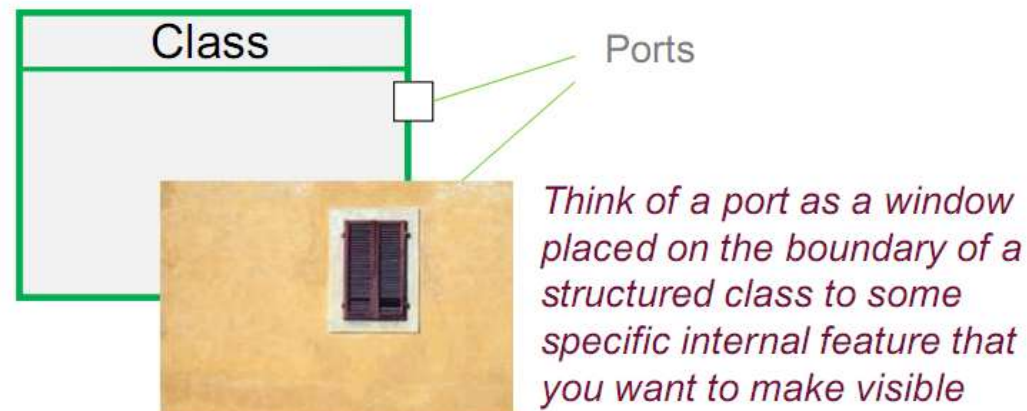 Class
Ports
Think of a port as a window
placed on the boundary of a
structured class to some
specific internal feature that
you want to make visible